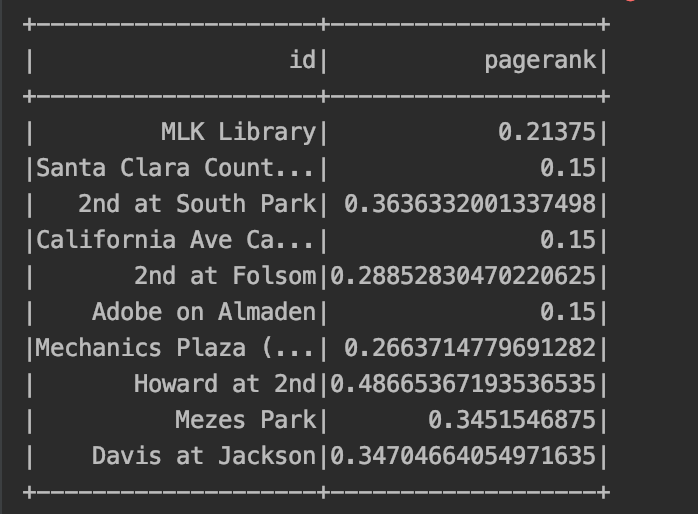 +--------------------+-------------------+
|                  id|           pagerank|
+--------------------+-------------------+
|         MLK Library|            0.21375|
|Santa Clara Count...|               0.15|
|   2nd at South Park| 0.3636332001337498|
|California Ave Ca...|               0.15|
|       2nd at Folsom|0.28852830470220625|
|    Adobe on Almaden|               0.15|
|Mechanics Plaza (...| 0.2663714779691282|
|       Howard at 2nd|0.48665367193536535|
|          Mezes Park|       0.3451546875|
|    Davis at Jackson|0.34704664054971635|
+--------------------+-------------------+